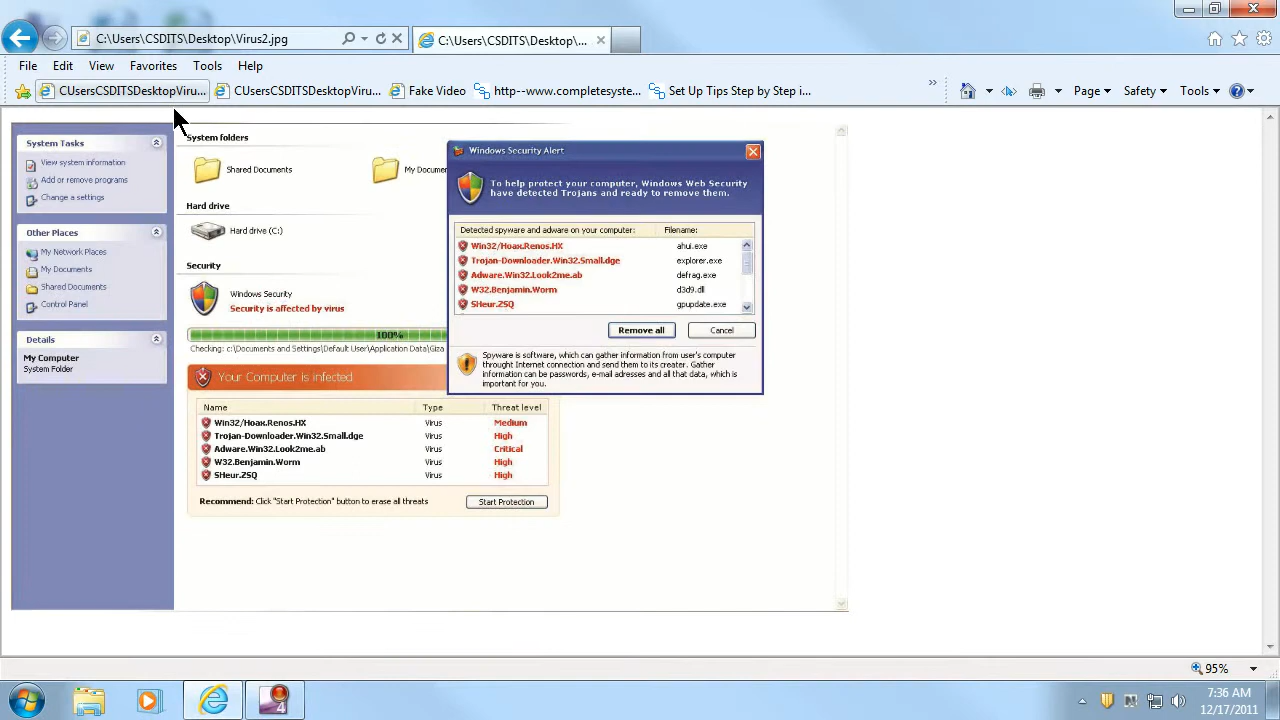 C:\Users\CSDITS\Desktop\Virus2.jpg
C:\Users\CSDITS\Desktop\...
File Edit View Favorites Tools Help
CUsersCSDITSDesktopViru... CUsersCSDITSDesktopViru... Fake Video http--www.completesyste... Set Up Tips Step by Step i... » Page Safety Tools
System Tasks
View system information
Add or remove programs
Change a settings
Other Places
My Network Places
My Documents
Shared Documents
Control Panel
Details
My Computer
System Folder
System folders
Shared Documents
My Documen
Hard drive
Hard drive (C:)
Security
Windows Security
Security is affected by virus
100%
Checking: c:\Documents and Settings\Default User\Application Data\Giza
Your Computer is infected
Name Type Threat level
Win32/Hoax.Renos.HX Virus Medium
Trojan-Downloader.Win32.Small.dge Virus High
Adware.Win32.Look2me.ab Virus Critical
W32.Benjamin.Worm Virus High
SHeur.ZSQ Virus High
Recommend: Click "Start Protection" button to erase all threats Start Protection
Windows Security Alert
To help protect your computer, Windows Web Security
have detected Trojans and ready to remove them.
Detected spyware and adware on your computer: Filename:
Win32/Hoax.Renos.HX ahui.exe
Trojan-Downloader.Win32.Small.dge explorer.exe
Adware.Win32.Look2me.ab defrag.exe
W32.Benjamin.Worm d3d9.dll
SHeur.ZSQ gpupdate.exe
Remove all Cancel
Spyware is software, which can gather information from user's computer
throught Internet connection and send them to its creater. Gather
information can be passwords, e-mail adresses and all that data, which is
important for you.
95%
4
7:36 AM
12/17/2011